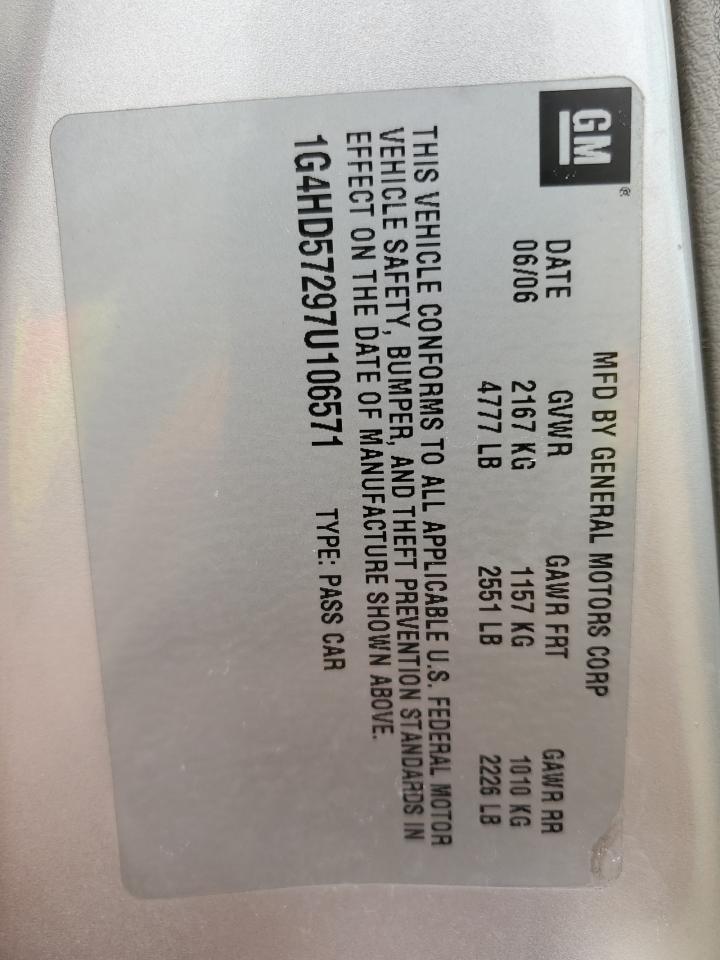 GM®
MFD BY GENERAL MOTORS CORP
DATE GVWR GAWR FRT GAWR RR
06/06 2167 KG 1157 KG 1010 KG
4777 LB 2551 LB 2226 LB
THIS VEHICLE CONFORMS TO ALL APPLICABLE U.S. FEDERAL MOTOR
VEHICLE SAFETY, BUMPER, AND THEFT PREVENTION STANDARDS IN
EFFECT ON THE DATE OF MANUFACTURE SHOWN ABOVE.
1G4HD57297U106571 TYPE: PASS CAR